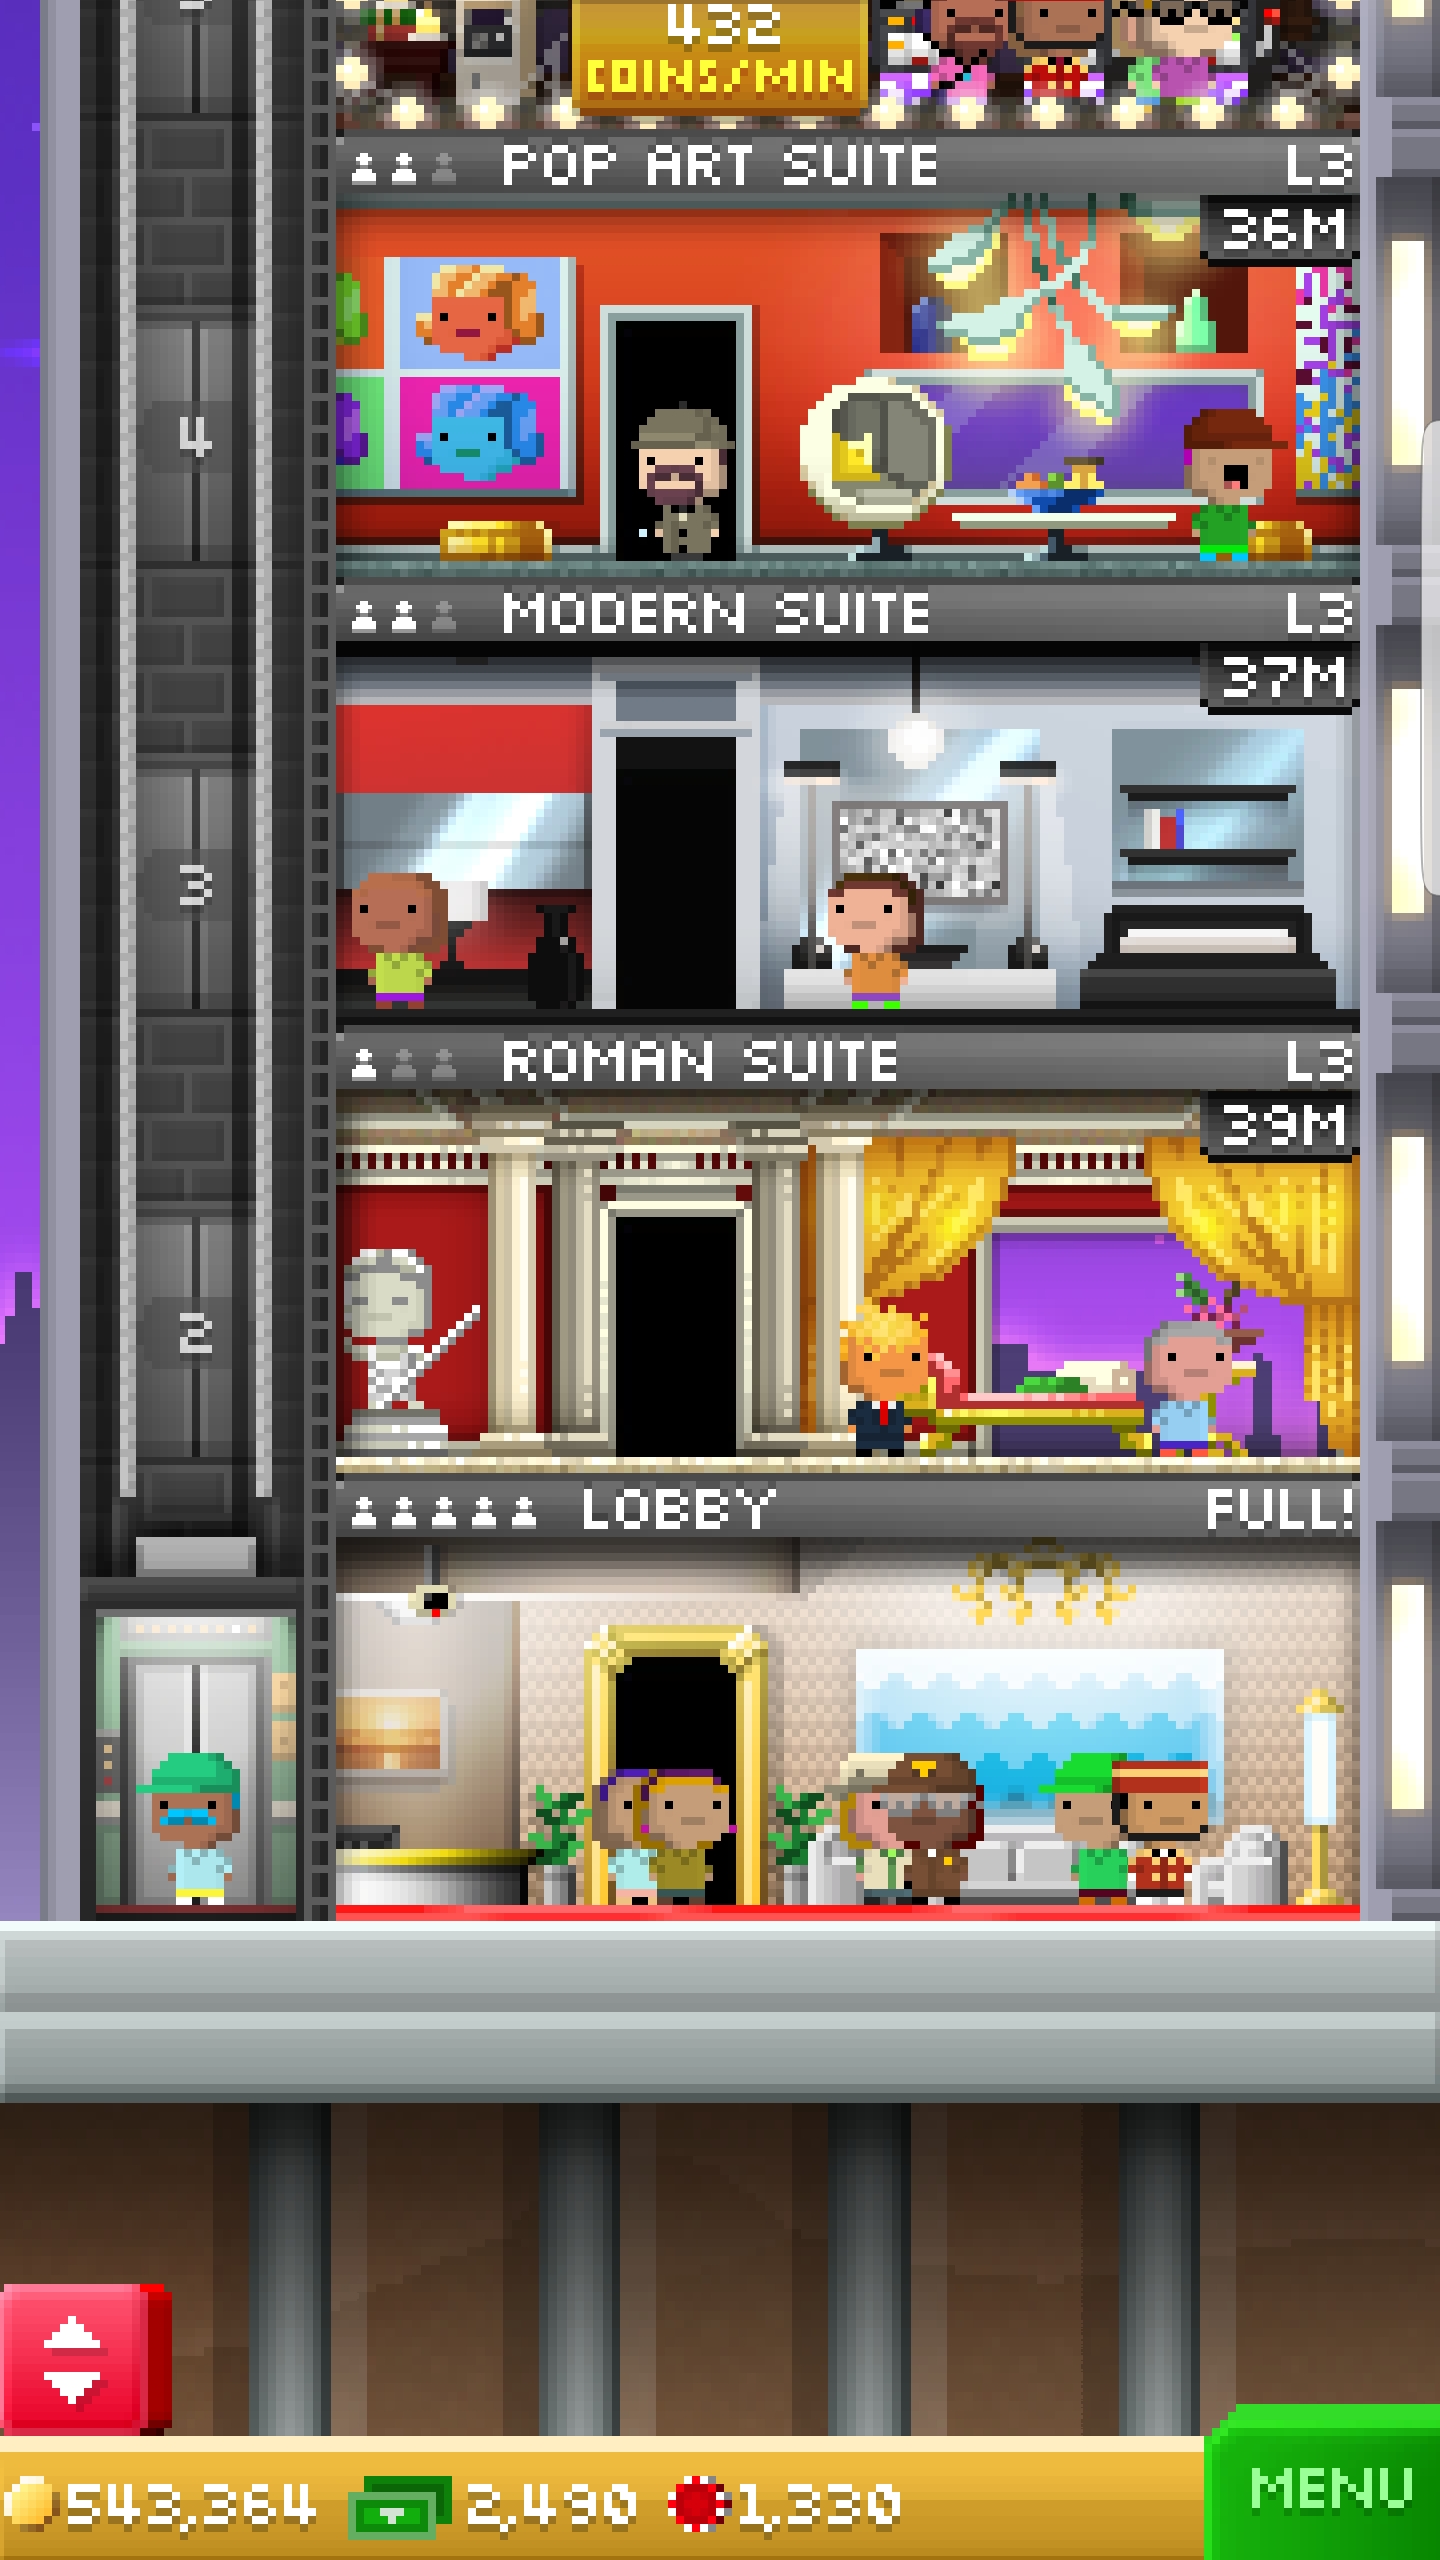 432
COINS/MIN
POP ART SUITE L3
36M
4
MODERN SUITE L3
37M
3
ROMAN SUITE L3
39M
2
LOBBY FULL!
MENU
543,364 2,490 1,330